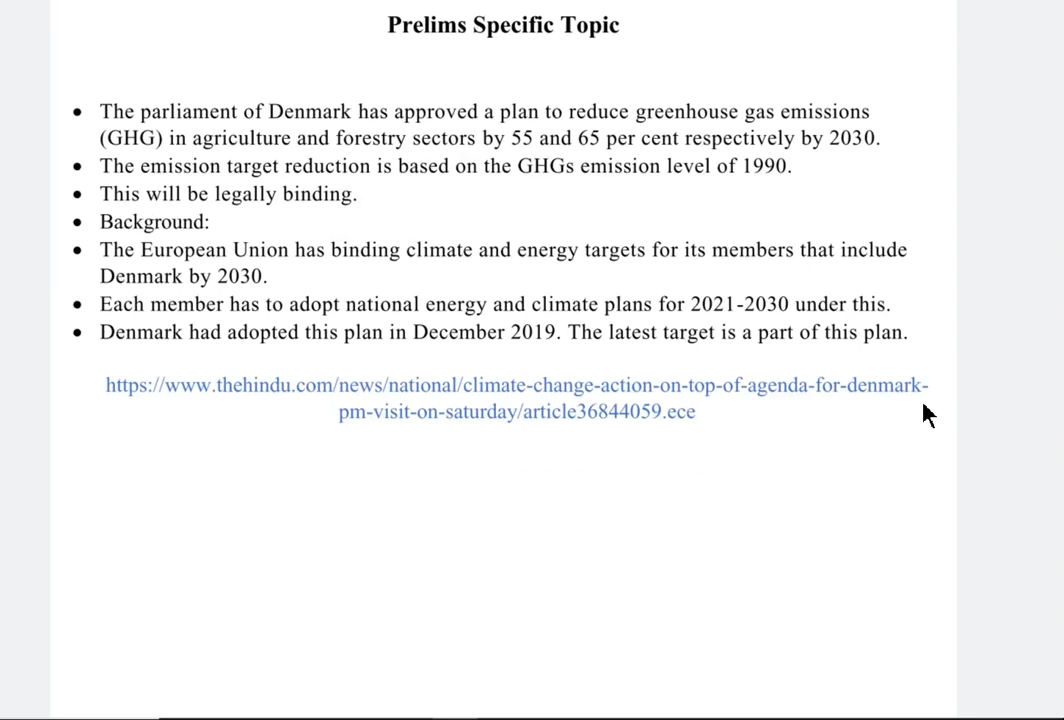 Prelims Specific Topic
• The parliament of Denmark has approved a plan to reduce greenhouse gas emissions
(GHG) in agriculture and forestry sectors by 55 and 65 per cent respectively by 2030.
• The emission target reduction is based on the GHGs emission level of 1990.
• This will be legally binding.
• Background:
• The European Union has binding climate and energy targets for its members that include
Denmark by 2030.
• Each member has to adopt national energy and climate plans for 2021-2030 under this.
• Denmark had adopted this plan in December 2019. The latest target is a part of this plan.
https://www.thehindu.com/news/national/climate-change-action-on-top-of-agenda-for-denmark-
pm-visit-on-saturday/article36844059.ece